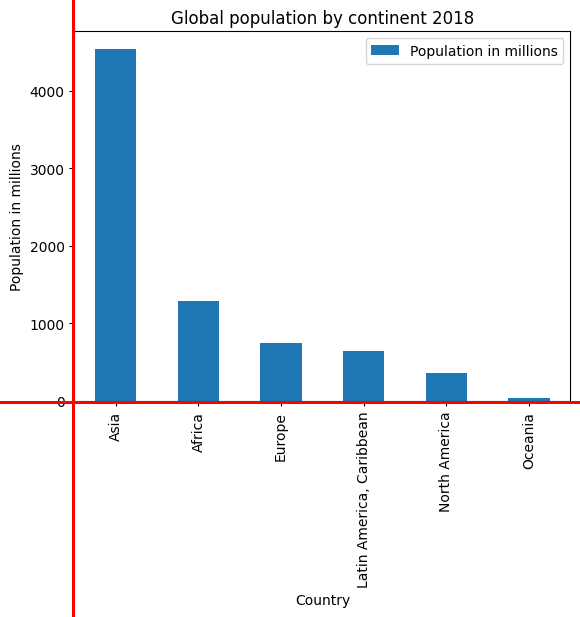 Global population by continent 2018
Population in millions
Population in millions
4000
3000
2000
1000
0
Asia
Africa
Europe
Latin America, Caribbean
North America
Oceania
Country